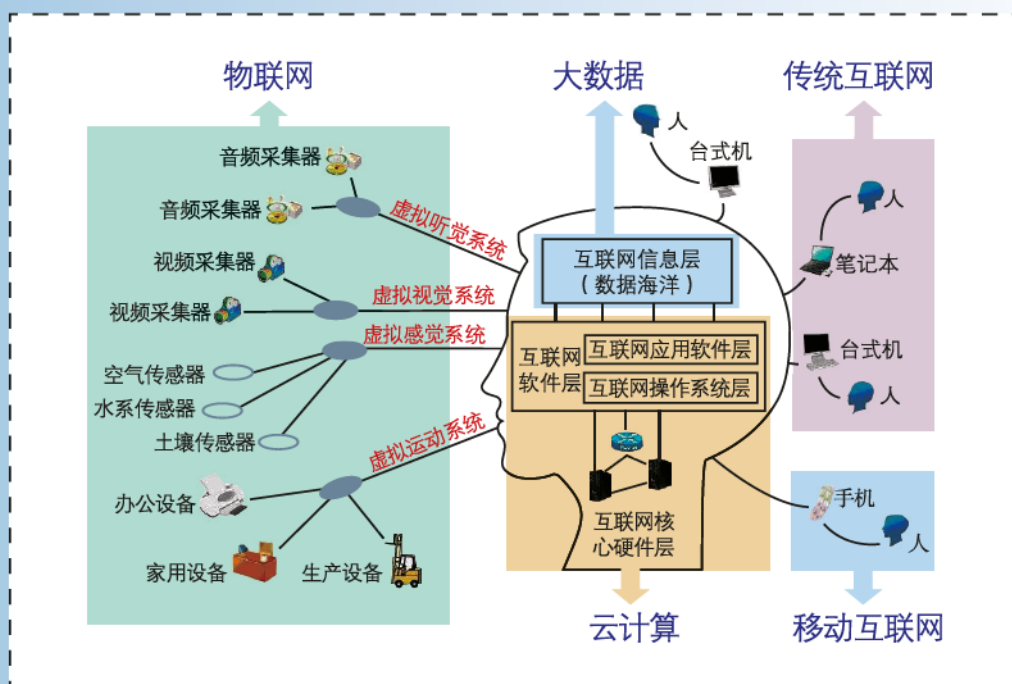 物联网
大数据
传统互联网
音频采集器
音频采集器
视频采集器
视频采集器
空气传感器
水系传感器
土壤传感器
办公设备
家用设备
生产设备
虚拟听觉系统
虚拟视觉系统
虚拟感觉系统
虚拟运动系统
人
台式机
互联网信息层
（数据海洋）
互联网
软件层
互联网应用软件层
互联网操作系统层
互联网核
心硬件层
人
笔记本
台式机
人
手机
人
云计算
移动互联网